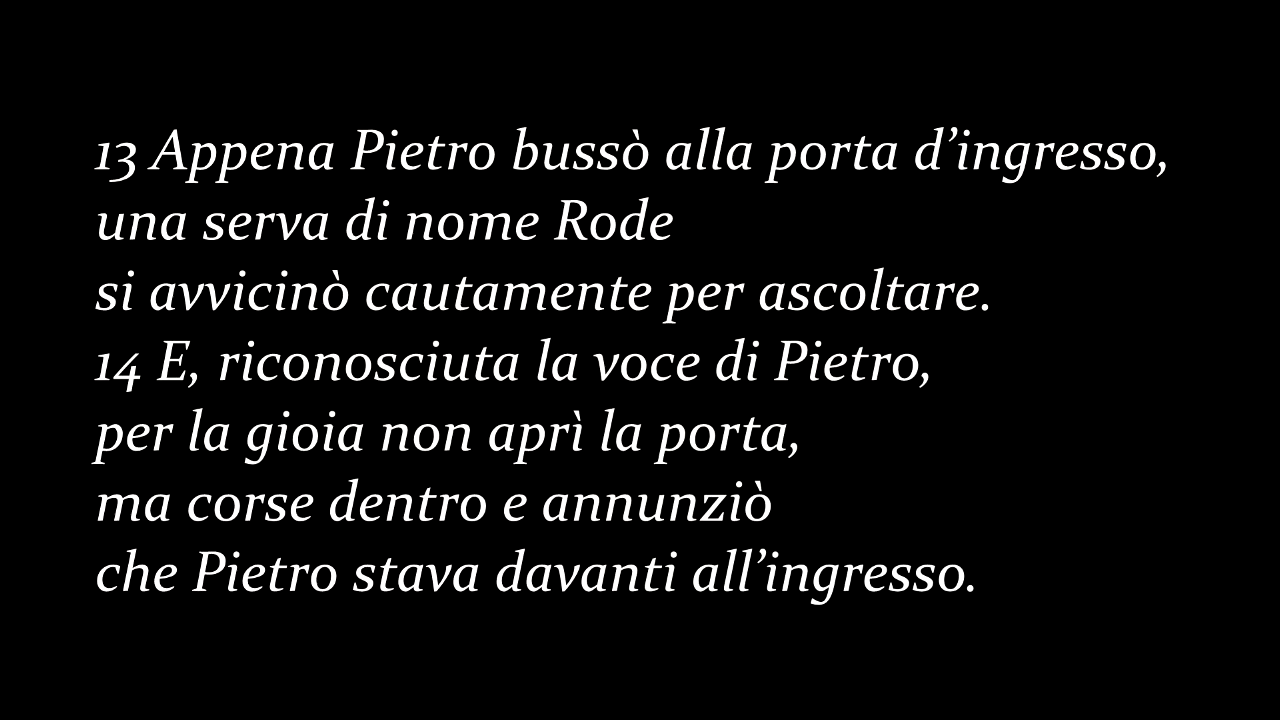 13 Appena Pietro bussò alla porta d’ingresso,
una serva di nome Rode
si avvicinò cautamente per ascoltare.
14 E, riconosciuta la voce di Pietro,
per la gioia non aprì la porta,
ma corse dentro e annunziò
che Pietro stava davanti all’ingresso.